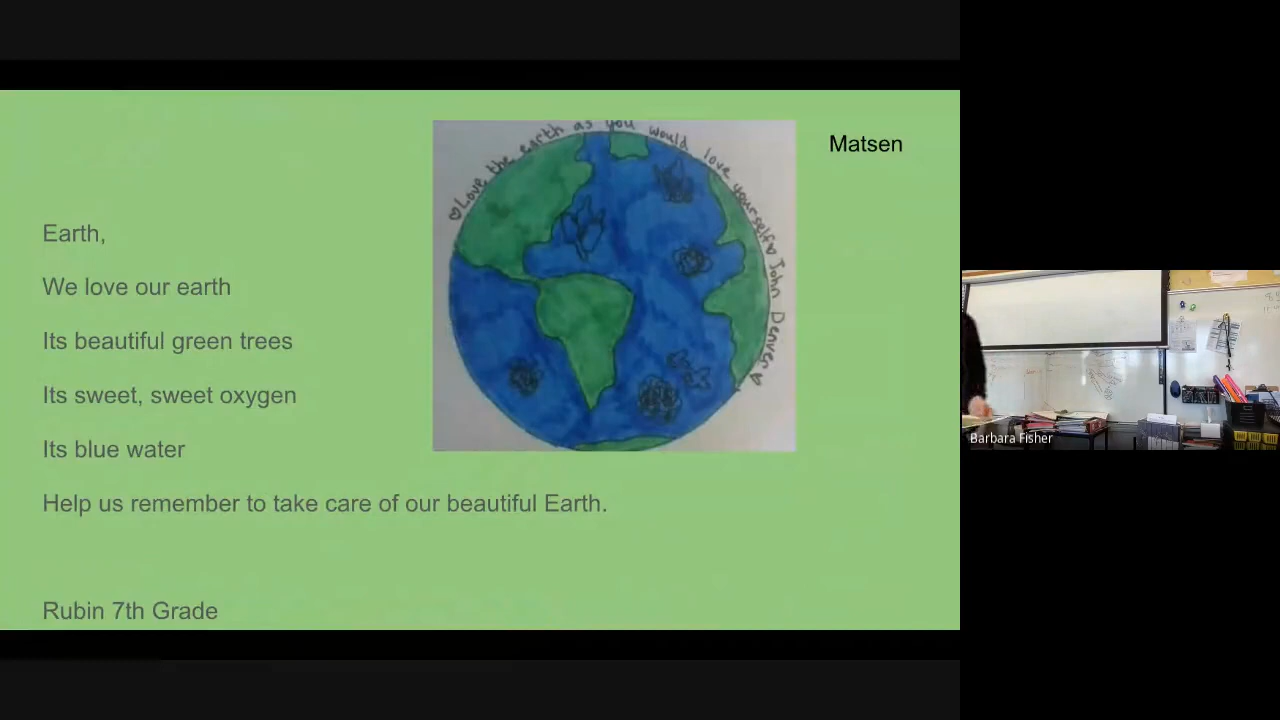 Matsen
♡Love the earth as you would love yourself♡ John Denver♡
Earth,
We love our earth
Its beautiful green trees
Its sweet, sweet oxygen
Its blue water
Help us remember to take care of our beautiful Earth.
Rubin 7th Grade
Barbara Fisher